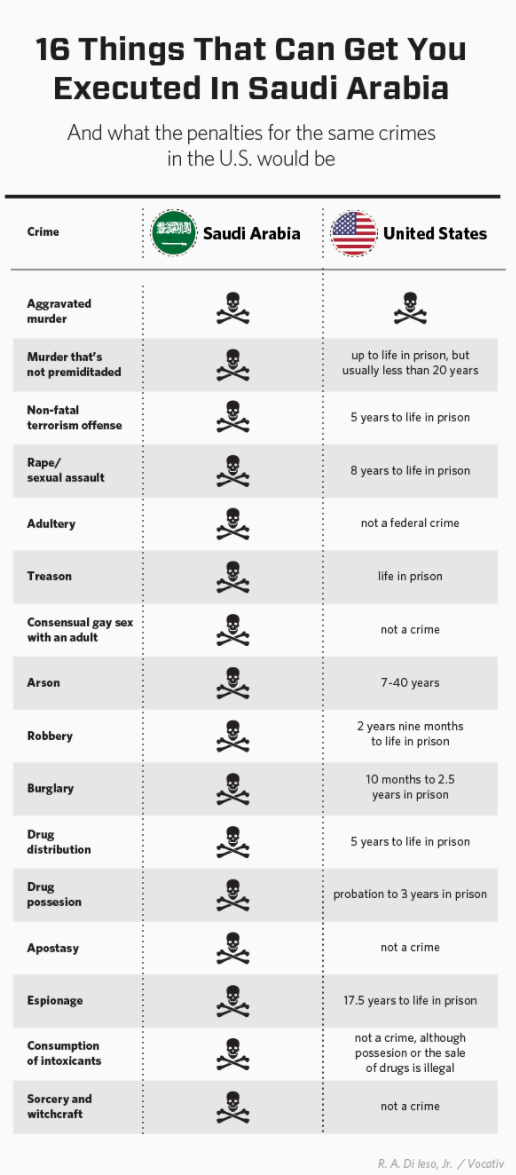 16 Things That Can Get You
Executed In Saudi Arabia
And what the penalties for the same crimes
in the U.S. would be
Crime
Saudi Arabia
United States
Aggravated
murder
Murder that's
not premiditaded
up to life in prison, but
usually less than 20 years
Non-fatal
terrorism offense
5 years to life in prison
Rape/
sexual assault
8 years to life in prison
Adultery
not a federal crime
Treason
life in prison
Consensual gay sex
with an adult
not a crime
Arson
7-40 years
Robbery
2 years nine months
to life in prison
Burglary
10 months to 2.5
years in prison
Drug
distribution
5 years to life in prison
Drug
possesion
probation to 3 years in prison
Apostasy
not a crime
Espionage
17.5 years to life in prison
Consumption
of intoxicants
not a crime, although
possesion or the sale
of drugs is illegal
Sorcery and
witchcraft
not a crime
R. A. Di Ieso, Jr. / Vocativ